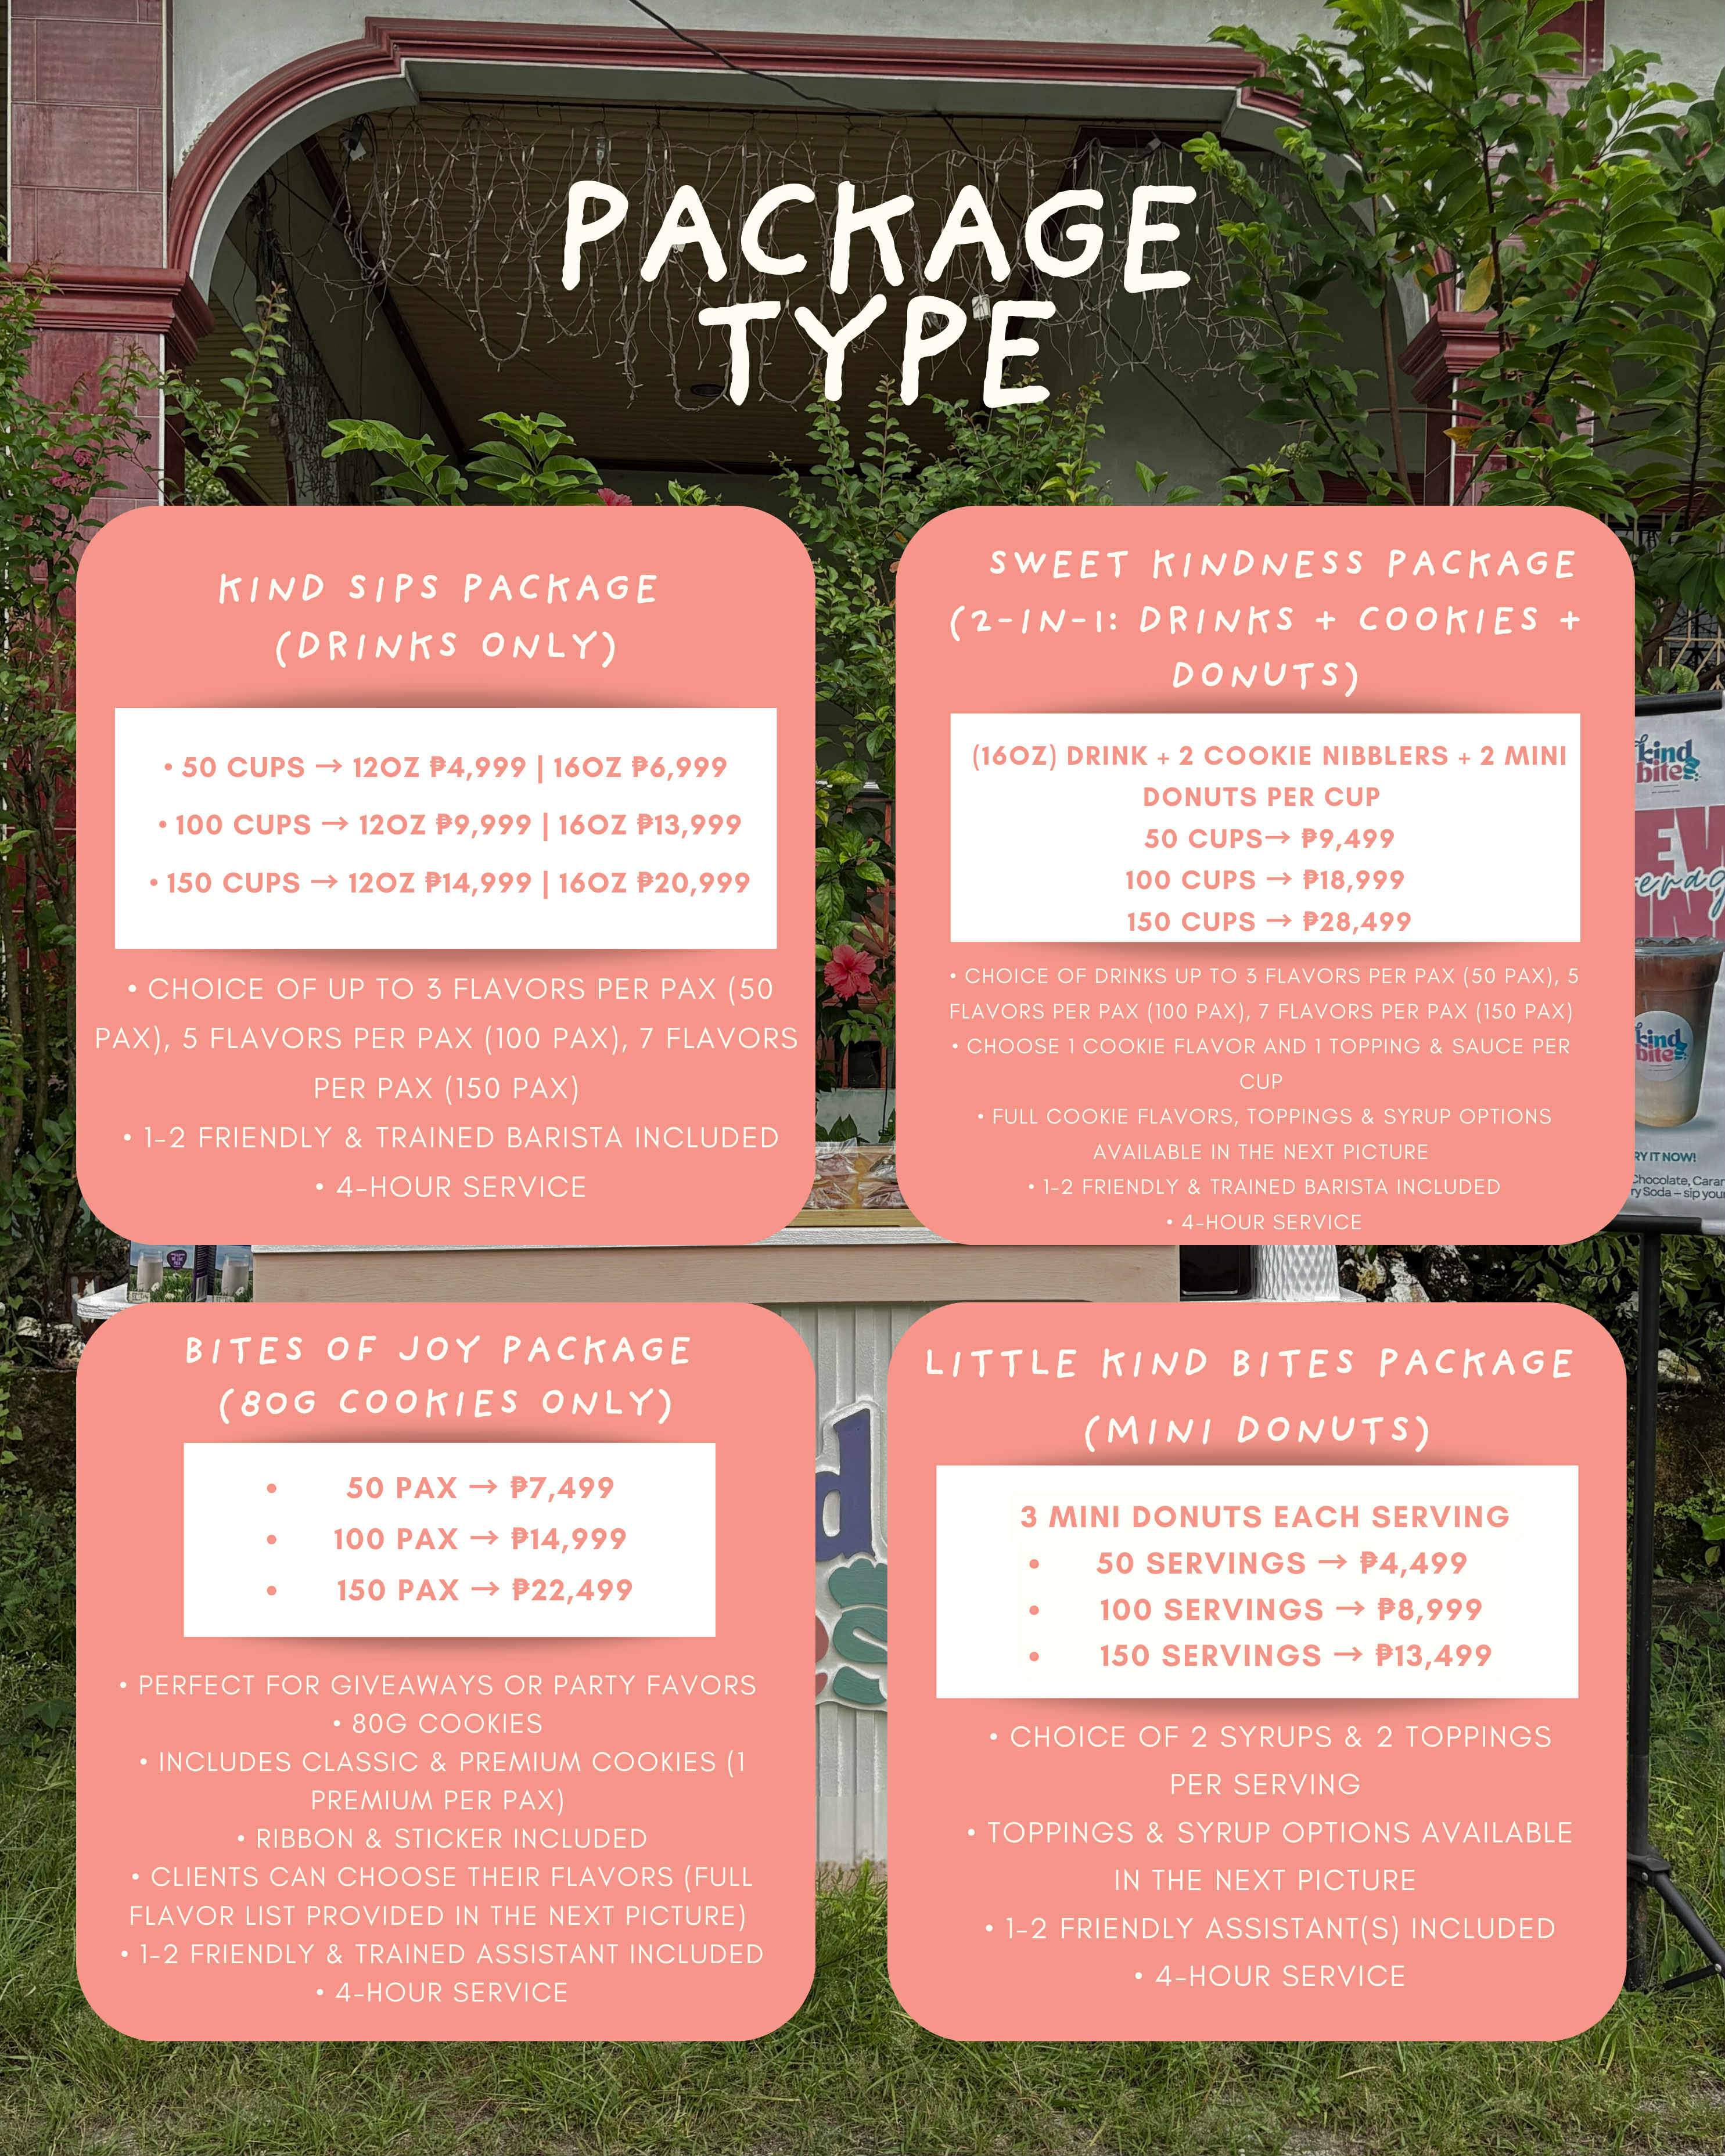 PACKAGE
TYPE
KIND SIPS PACKAGE
(DRINKS ONLY)
• 50 CUPS → 12OZ ₱4,999 | 16OZ ₱6,999
• 100 CUPS → 12OZ ₱9,999 | 16OZ ₱13,999
• 150 CUPS → 12OZ ₱14,999 | 16OZ ₱20,999
• CHOICE OF UP TO 3 FLAVORS PER PAX (50
PAX), 5 FLAVORS PER PAX (100 PAX), 7 FLAVORS
PER PAX (150 PAX)
• 1-2 FRIENDLY & TRAINED BARISTA INCLUDED
• 4-HOUR SERVICE
SWEET KINDNESS PACKAGE
(2-IN-1: DRINKS + COOKIES +
DONUTS)
(16OZ) DRINK + 2 COOKIE NIBBLERS + 2 MINI
DONUTS PER CUP
50 CUPS→ ₱9,499
100 CUPS → ₱18,999
150 CUPS → ₱28,499
• CHOICE OF DRINKS UP TO 3 FLAVORS PER PAX (50 PAX), 5
FLAVORS PER PAX (100 PAX), 7 FLAVORS PER PAX (150 PAX)
• CHOOSE 1 COOKIE FLAVOR AND 1 TOPPING & SAUCE PER
CUP
• FULL COOKIE FLAVORS, TOPPINGS & SYRUP OPTIONS
AVAILABLE IN THE NEXT PICTURE
• 1-2 FRIENDLY & TRAINED BARISTA INCLUDED
• 4-HOUR SERVICE
kind
bites
kind
bites
RY IT NOW!
Chocolate, Carar
ry Soda – sip your
BITES OF JOY PACKAGE
(80G COOKIES ONLY)
• 50 PAX → ₱7,499
• 100 PAX → ₱14,999
• 150 PAX → ₱22,499
• PERFECT FOR GIVEAWAYS OR PARTY FAVORS
• 80G COOKIES
• INCLUDES CLASSIC & PREMIUM COOKIES (1
PREMIUM PER PAX)
• RIBBON & STICKER INCLUDED
• CLIENTS CAN CHOOSE THEIR FLAVORS (FULL
FLAVOR LIST PROVIDED IN THE NEXT PICTURE)
• 1-2 FRIENDLY & TRAINED ASSISTANT INCLUDED
• 4-HOUR SERVICE
LITTLE KIND BITES PACKAGE
(MINI DONUTS)
3 MINI DONUTS EACH SERVING
• 50 SERVINGS → ₱4,499
• 100 SERVINGS → ₱8,999
• 150 SERVINGS → ₱13,499
• CHOICE OF 2 SYRUPS & 2 TOPPINGS
PER SERVING
• TOPPINGS & SYRUP OPTIONS AVAILABLE
IN THE NEXT PICTURE
• 1-2 FRIENDLY ASSISTANT(S) INCLUDED
• 4-HOUR SERVICE